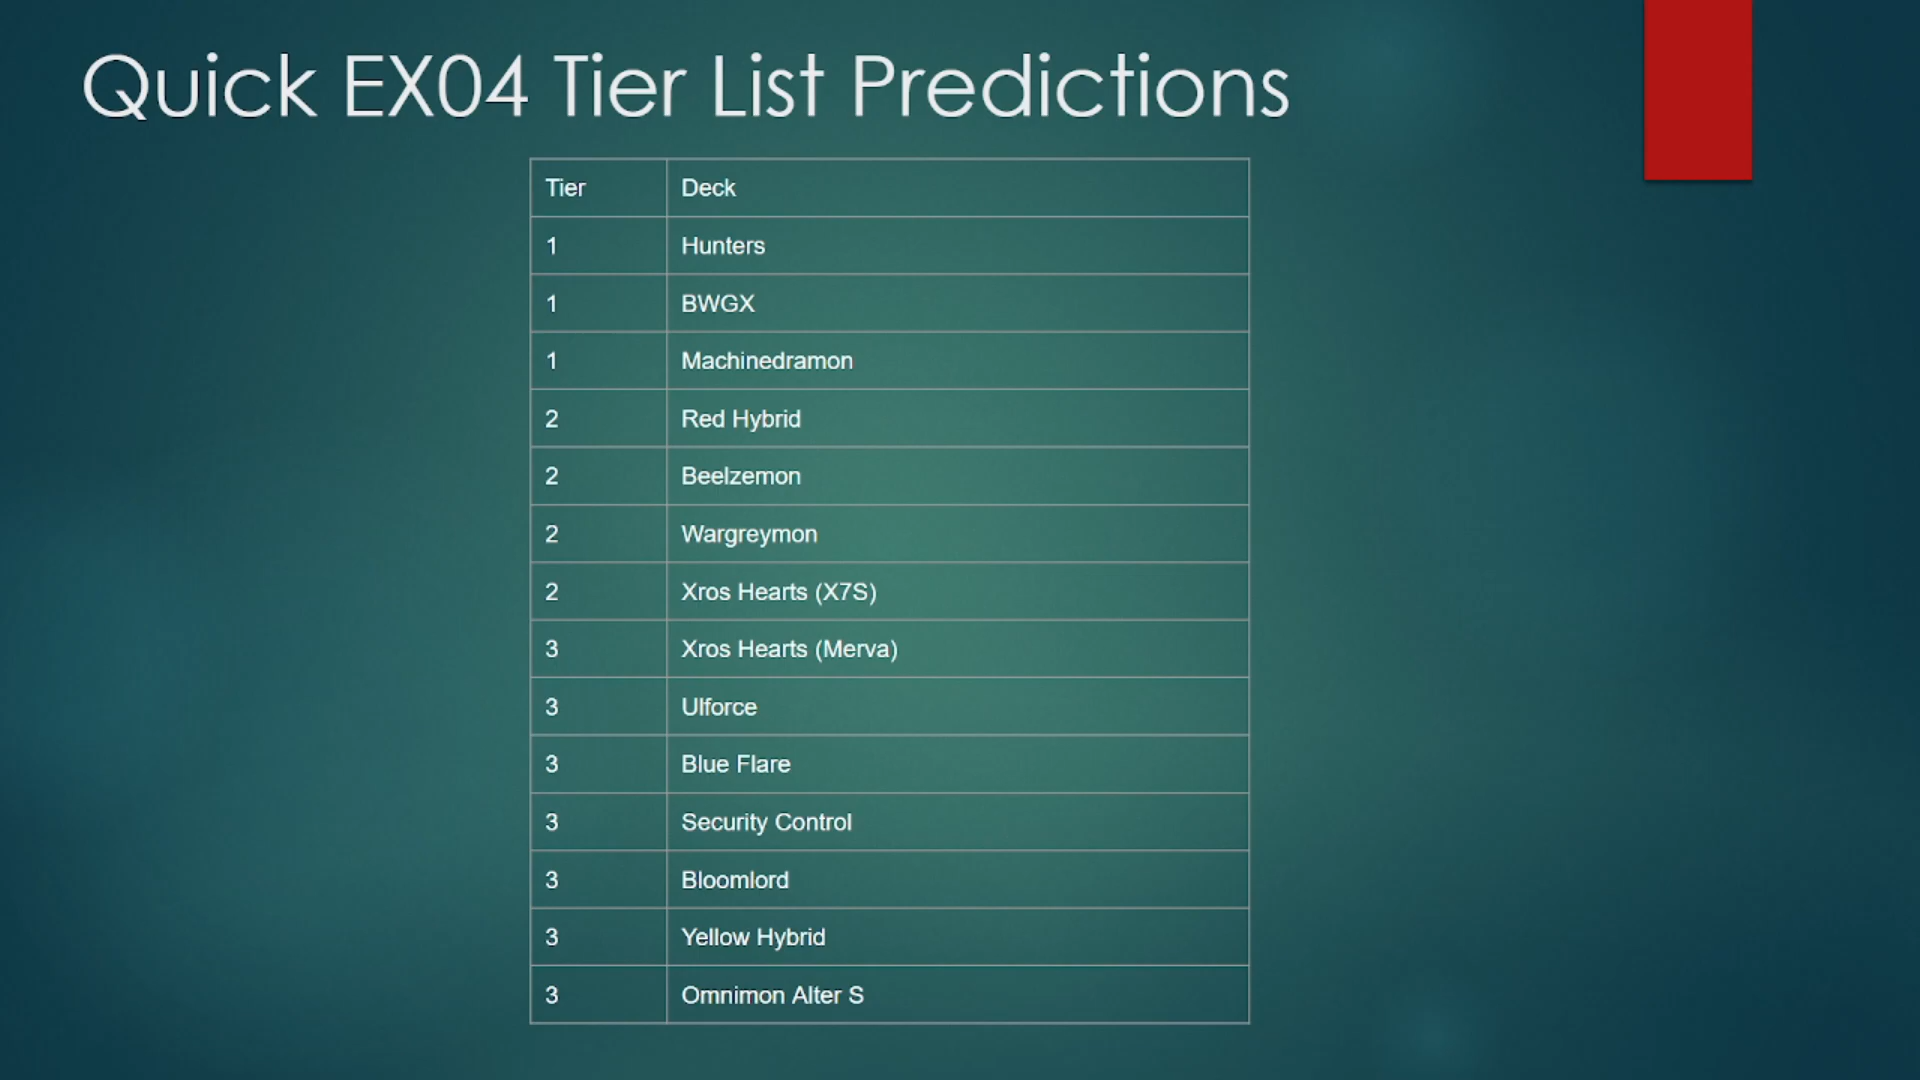 Quick EX04 Tier List Predictions
Tier Deck
1 Hunters
1 BWGX
1 Machinedramon
2 Red Hybrid
2 Beelzemon
2 Wargreymon
2 Xros Hearts (X7S)
3 Xros Hearts (Merva)
3 Ulforce
3 Blue Flare
3 Security Control
3 Bloomlord
3 Yellow Hybrid
3 Omnimon Alter S